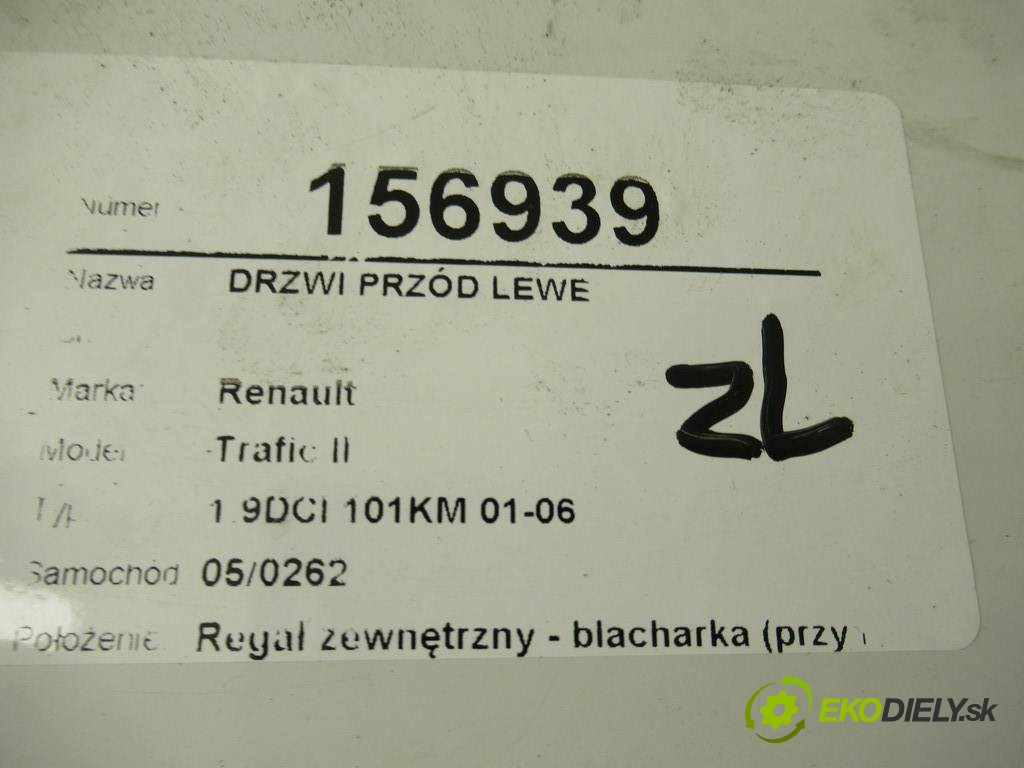 Numer 156939
Nazwa DRZWI PRZÓD LEWE
Marka Renault
Model Trafic II
1.9DCI 101KM 01-06
Samochód 05/0262
Położenie Regał zewnętrzny - blacharka (przy
ZL
EKODIELY.sk